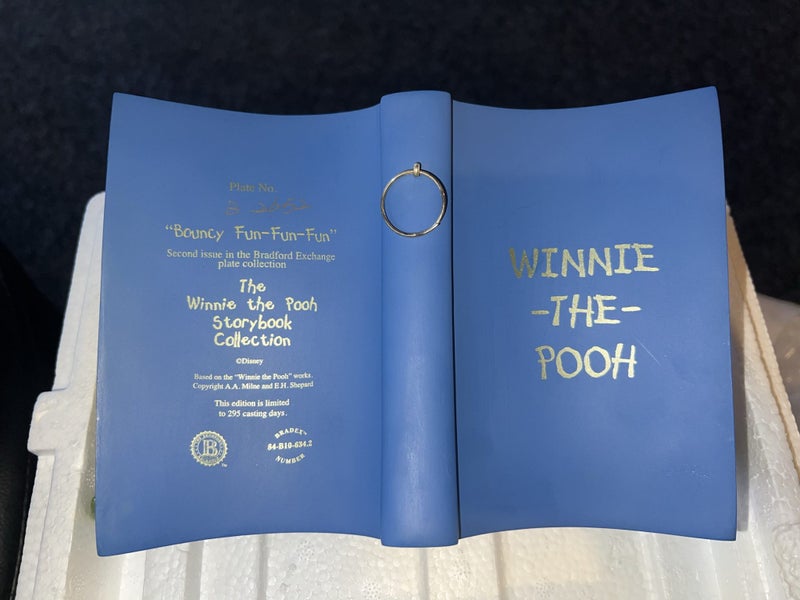 Plate No.
"Bouncy Fun-Fun-Fun"
Second issue in the Bradford Exchange
plate collection
The
Winnie the Pooh
Storybook
Collection
©Disney
Based on the "Winnie the Pooh" works.
Copyright A.A. Milne and E.H. Shepard
This edition is limited
to 295 casting days.
B
BRADEX™
84-B10-634.2
NUMBER
WINNIE
-THE-
POOH